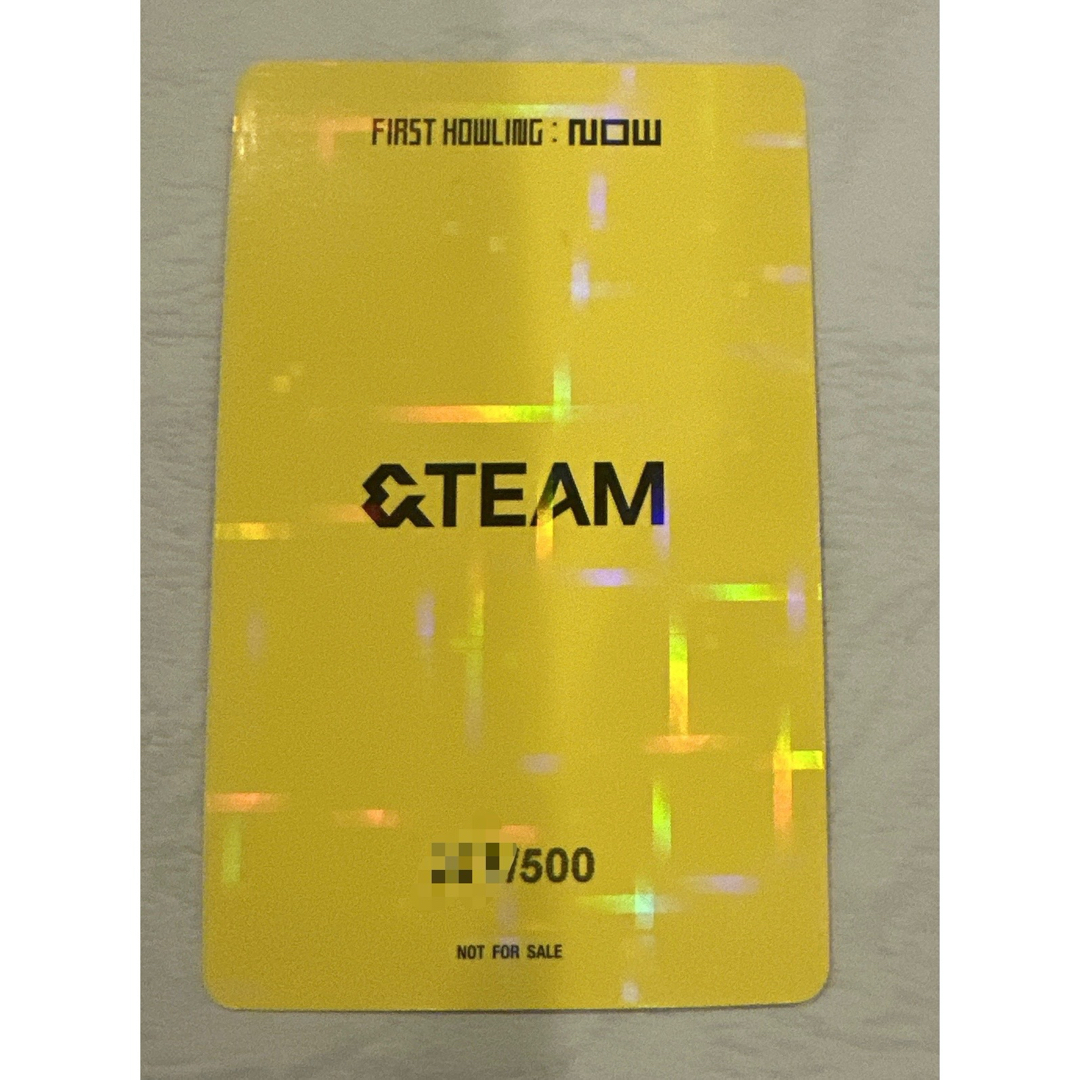 FIRST HOWLING : NOW
&TEAM
/500
NOT FOR SALE